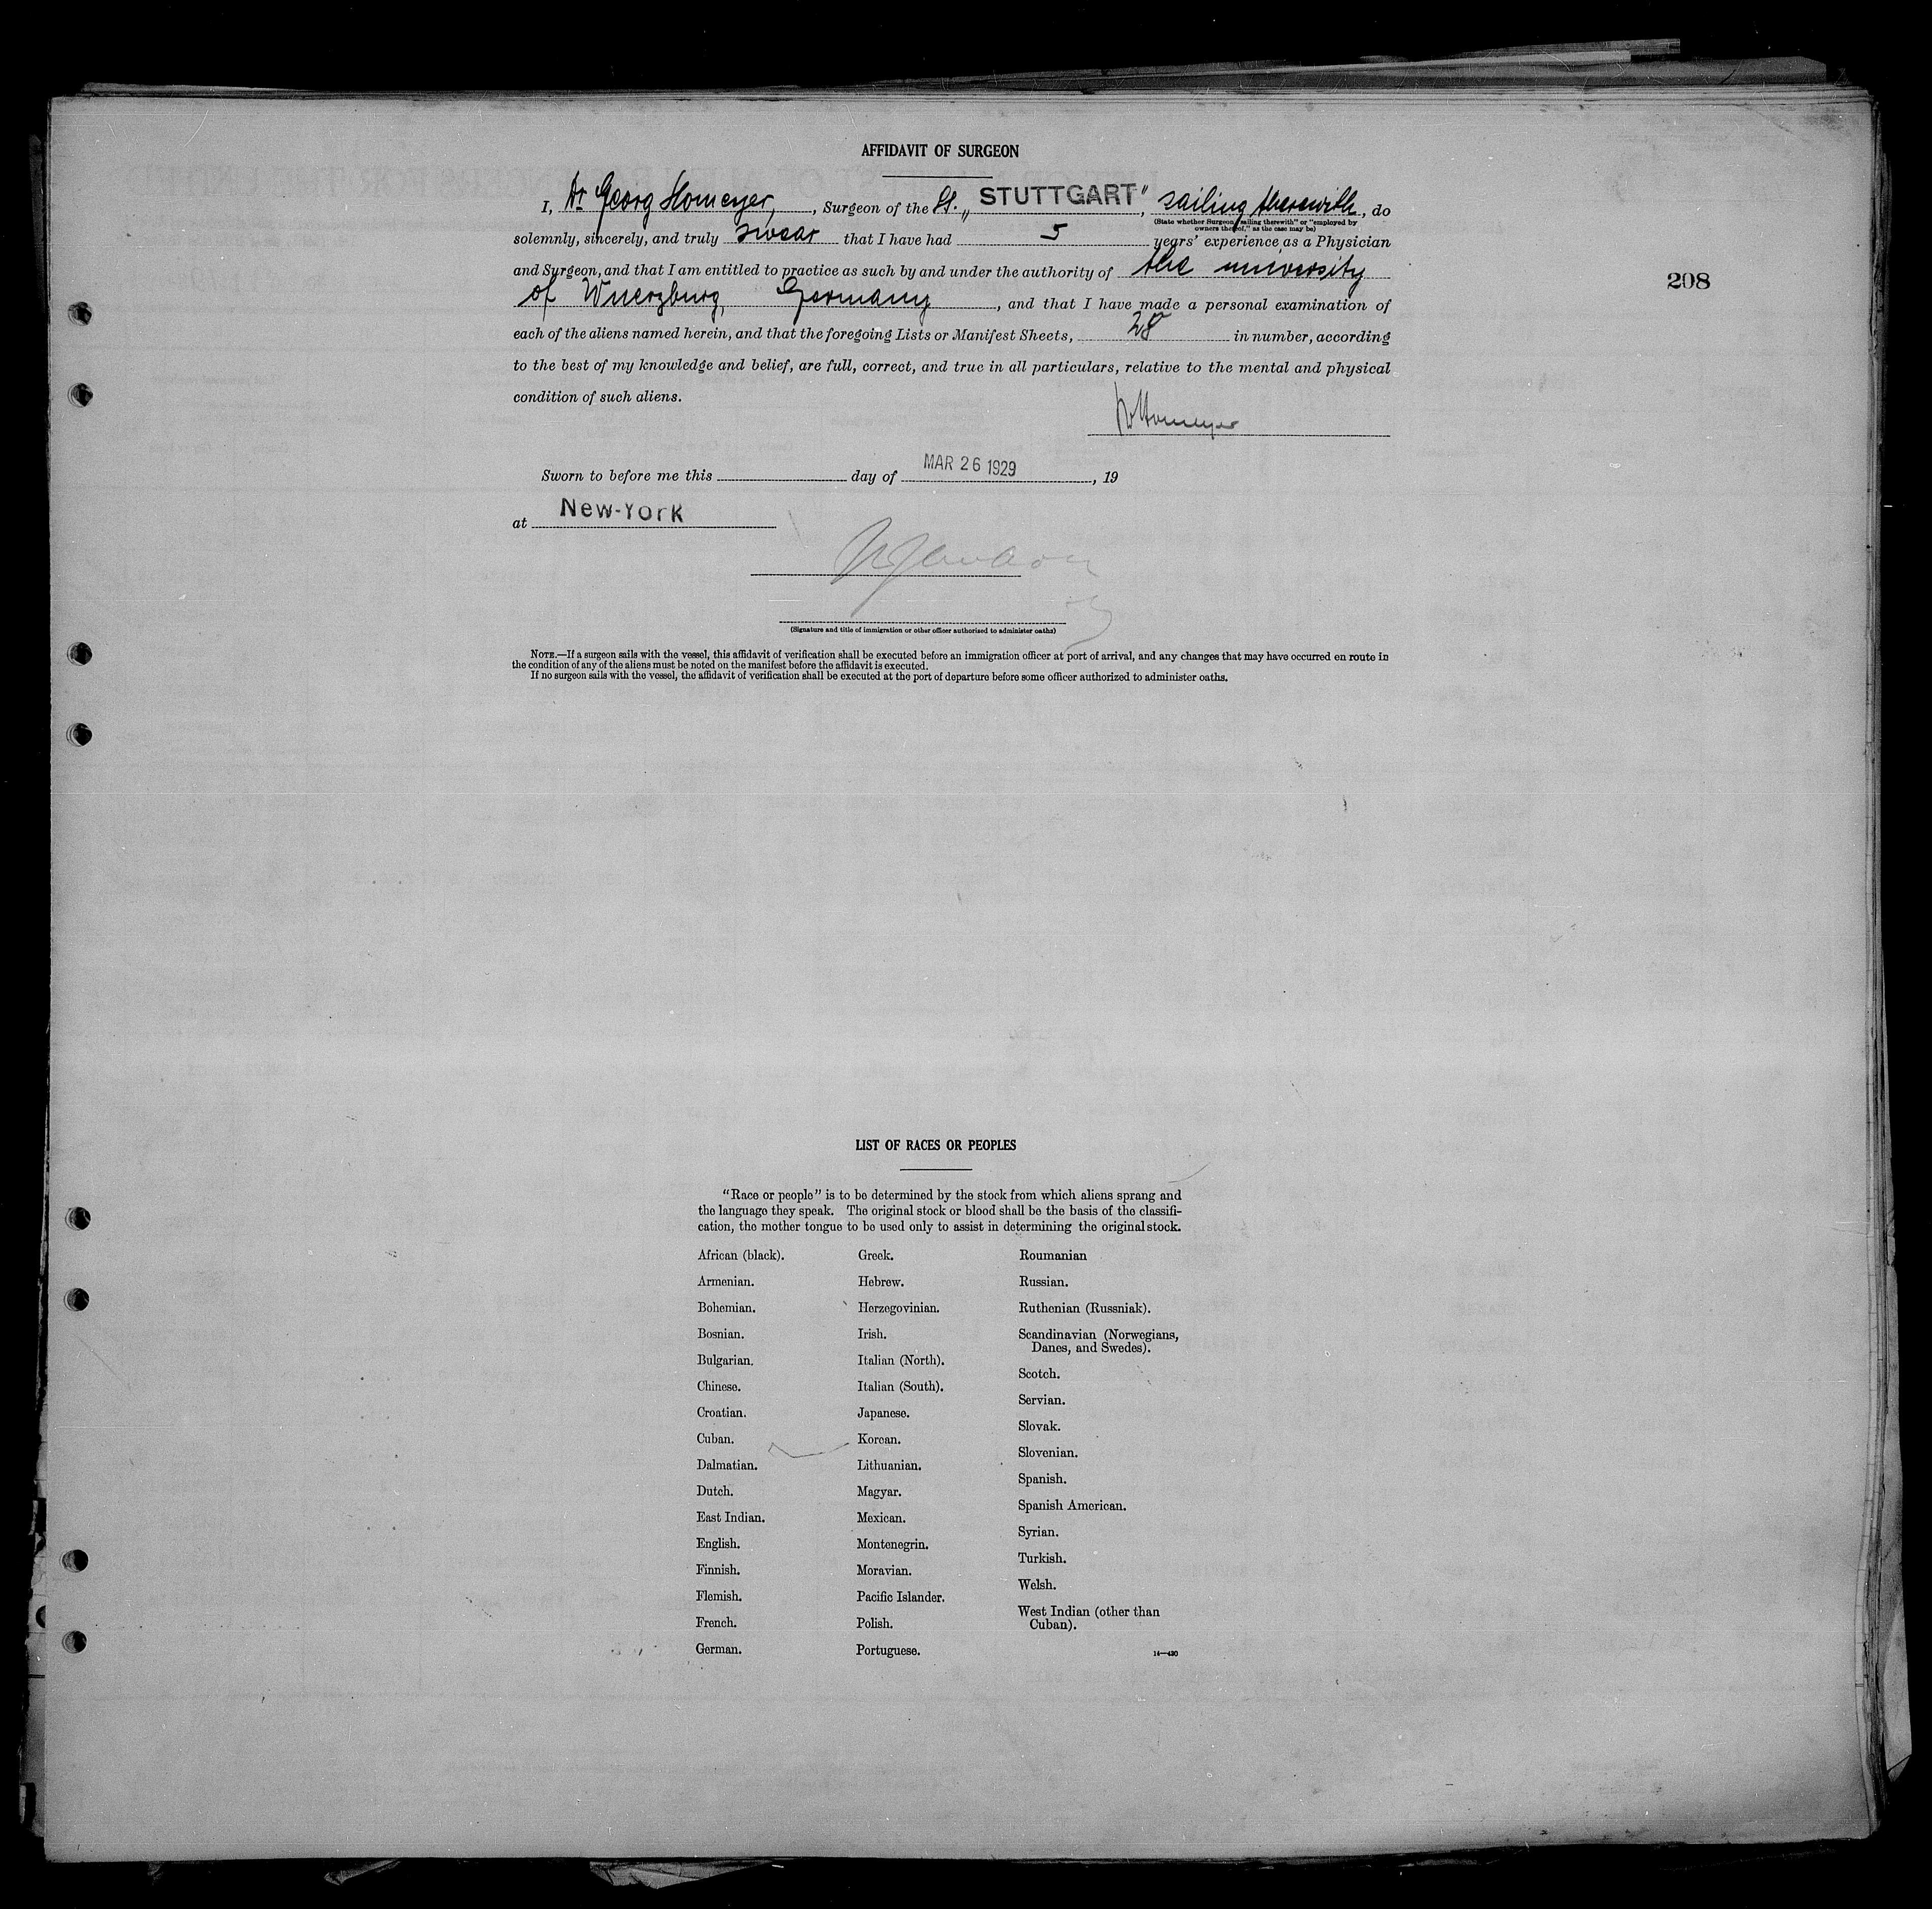 AFFIDAVIT OF SURGEON
I, Dr Georg Homeyer, , Surgeon of the St. „ STUTTGART", sailing therewith, do
(State whether Surgeon "sailing therewith" or "employed by
owners thereof," as the case may be)
solemnly, sincerely, and truly swear that I have had 5 years' experience as a Physician
and Surgeon, and that I am entitled to practice as such by and under the authority of the university
208
of Wuerzburg, Germany, and that I have made a personal examination of
each of the aliens named herein, and that the foregoing Lists or Manifest Sheets, 28 in number, according
to the best of my knowledge and belief, are full, correct, and true in all particulars, relative to the mental and physical
condition of such aliens.
Dr Homeyer
Sworn to before me this day of MAR 26 1929, 19
at New-York
(Signature and title of immigration or other officer authorized to administer oaths)
NOTE.—If a surgeon sails with the vessel, this affidavit of verification shall be executed before an immigration officer at port of arrival, and any changes that may have occurred en route in
the condition of any of the aliens must be noted on the manifest before the affidavit is executed.
If no surgeon sails with the vessel, the affidavit of verification shall be executed at the port of departure before some officer authorized to administer oaths.
LIST OF RACES OR PEOPLES
"Race or people" is to be determined by the stock from which aliens sprang and
the language they speak. The original stock or blood shall be the basis of the classifi-
cation, the mother tongue to be used only to assist in determining the original stock.
African (black).
Armenian.
Bohemian.
Bosnian.
Bulgarian.
Chinese.
Croatian.
Cuban.
Dalmatian.
Dutch.
East Indian.
English.
Finnish.
Flemish.
French.
German.
Greek.
Hebrew.
Herzegovinian.
Irish.
Italian (North).
Italian (South).
Japanese.
Korean.
Lithuanian.
Magyar.
Mexican.
Montenegrin.
Moravian.
Pacific Islander.
Polish.
Portuguese.
Roumanian
Russian.
Ruthenian (Russniak).
Scandinavian (Norwegians,
Danes, and Swedes).
Scotch.
Servian.
Slovak.
Slovenian.
Spanish.
Spanish American.
Syrian.
Turkish.
Welsh.
West Indian (other than
Cuban).
14—430